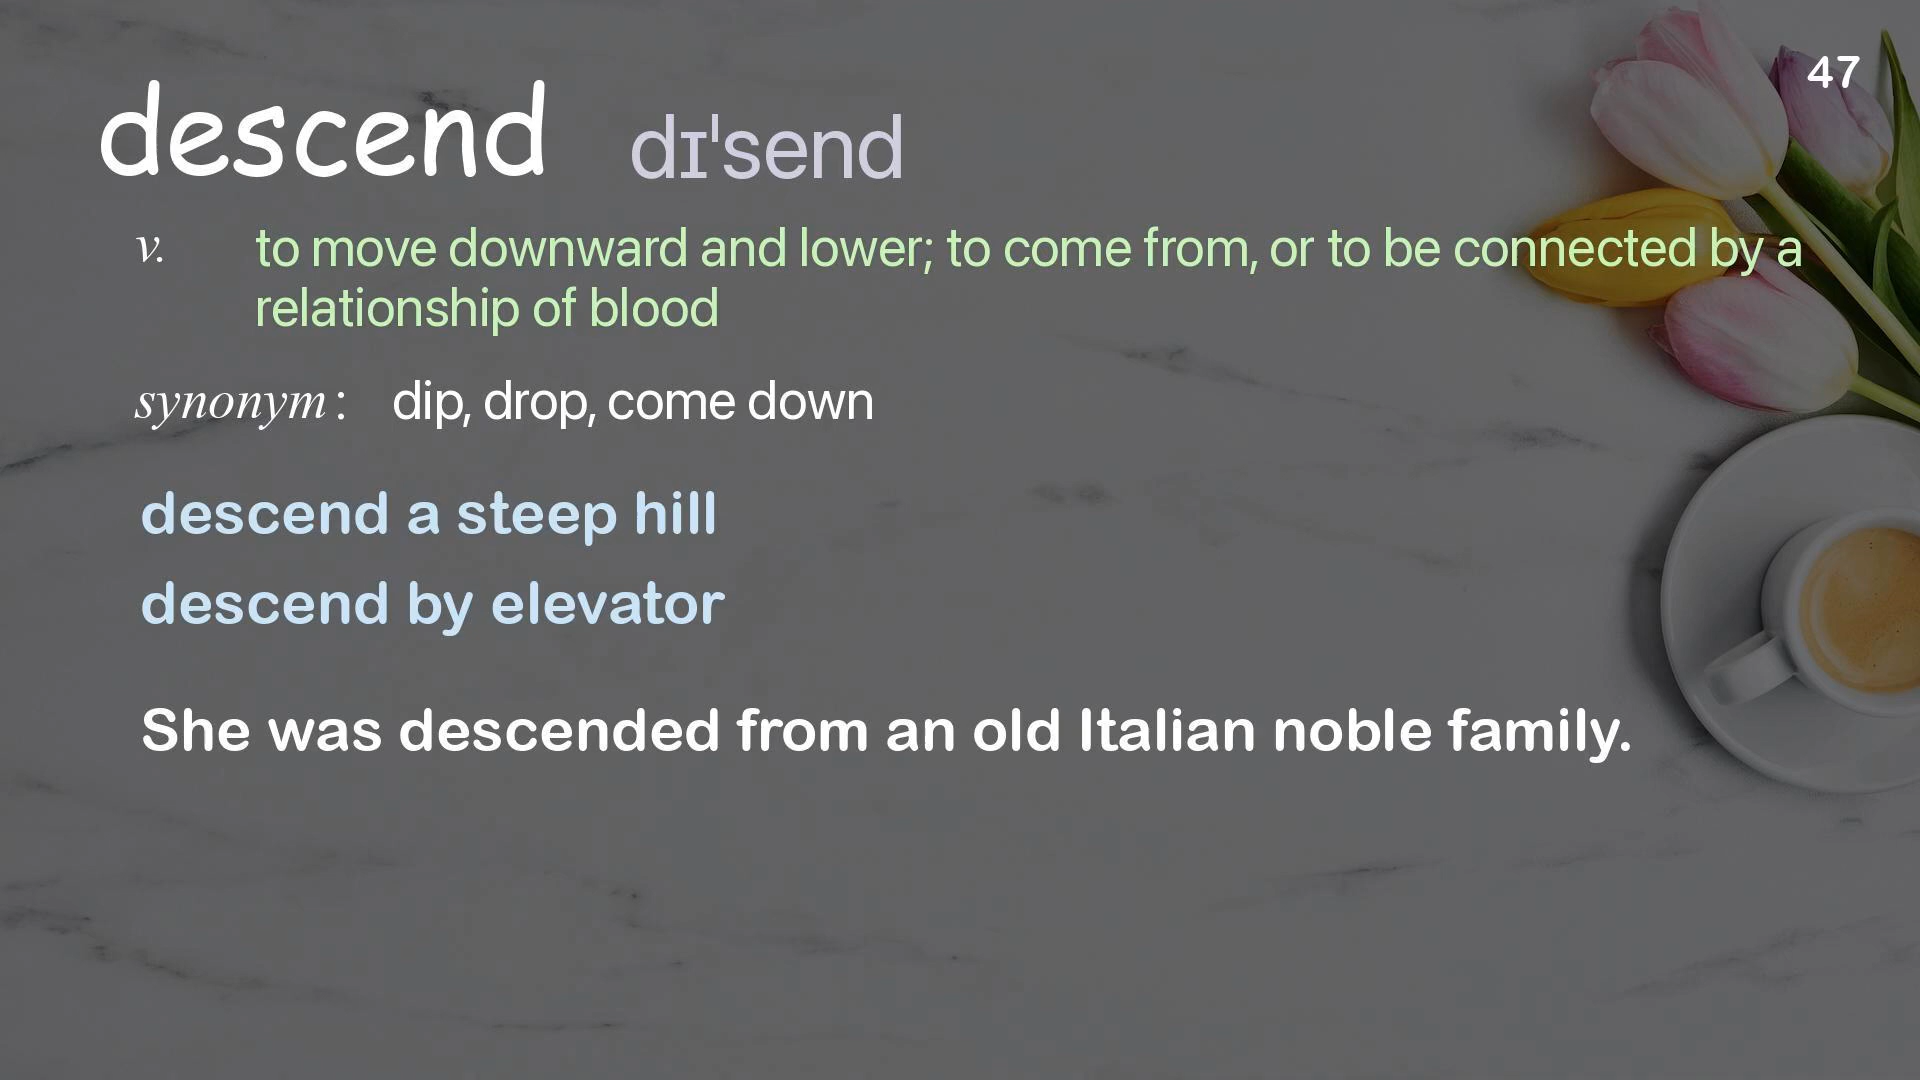 47
descend dɪˈsend
v. to move downward and lower; to come from, or to be connected by a
relationship of blood
synonym: dip, drop, come down
descend a steep hill
descend by elevator
She was descended from an old Italian noble family.